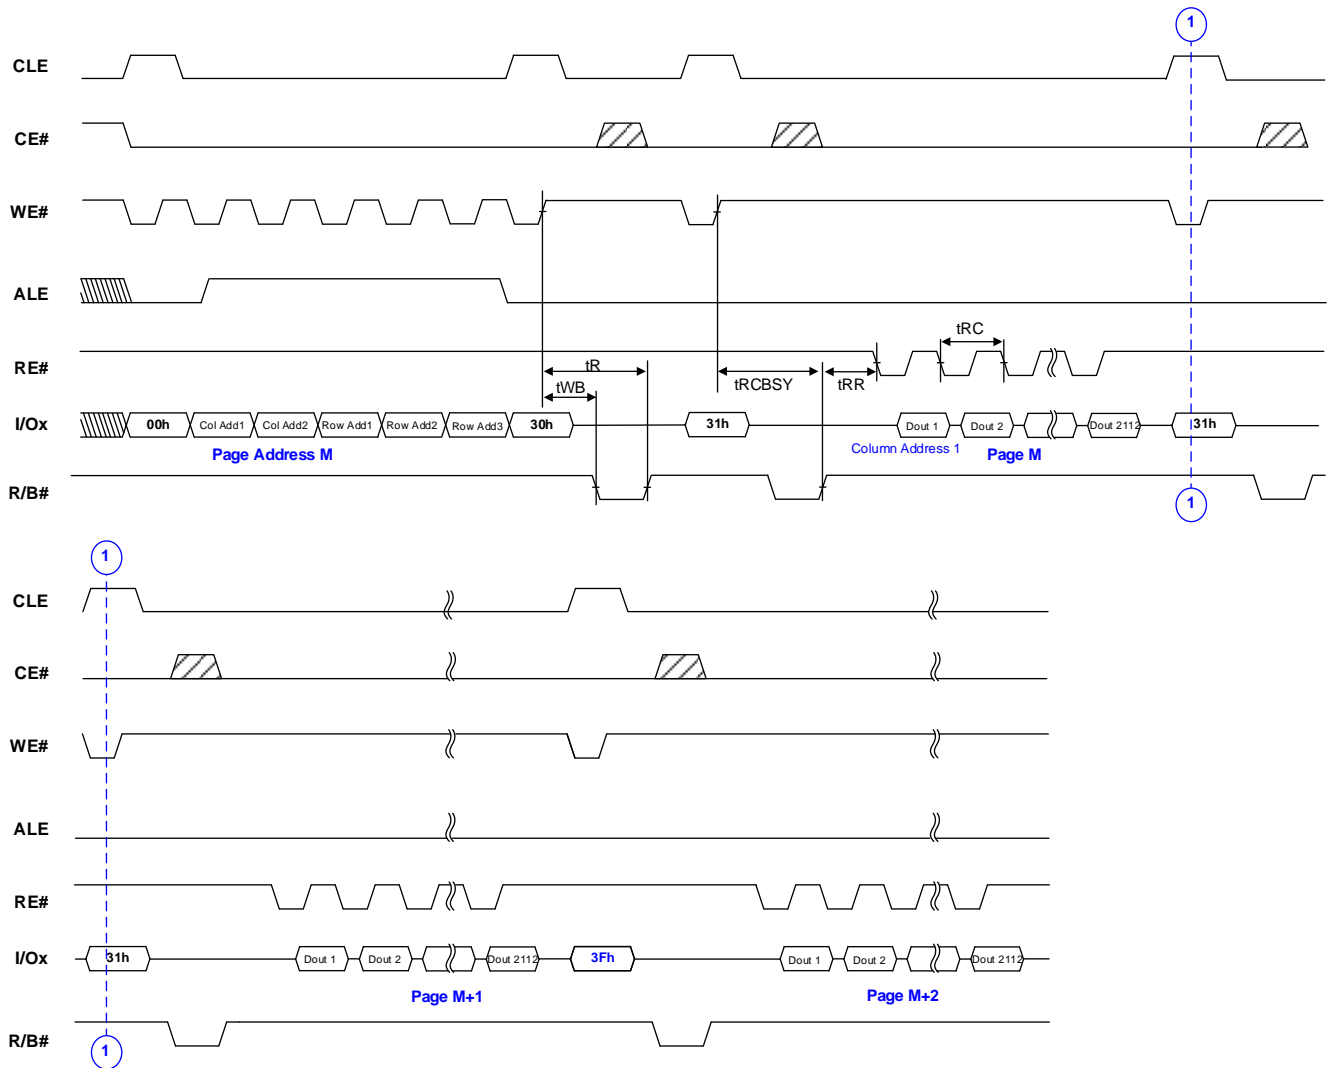 1
CLE
CE#
WE#
ALE
tRC
RE#
tR
tRCBSY
tRR
tWB
I/Ox
00h Col Add1 Col Add2 Row Add1 Row Add2 Row Add3 30h 31h Dout 1 Dout 2 Dout 2112 31h
Page Address M
Column Address 1 Page M
R/B#
1
1
CLE
CE#
WE#
ALE
RE#
I/Ox 31h Dout 1 Dout 2 Dout 2112 3Fh Dout 1 Dout 2 Dout 2112
Page M+1 Page M+2
R/B#
1